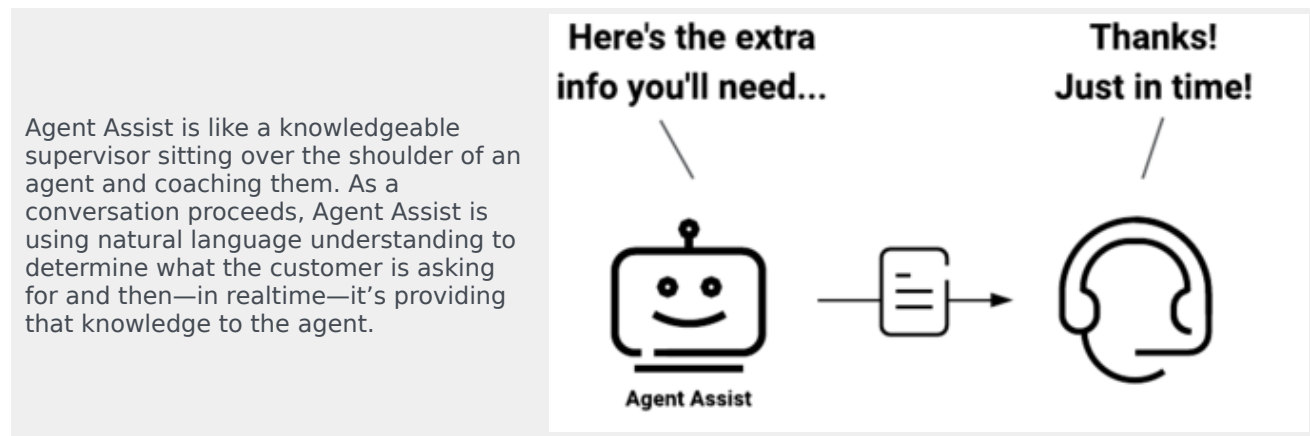 Agent Assist is like a knowledgeable
supervisor sitting over the shoulder of an
agent and coaching them. As a
conversation proceeds, Agent Assist is
using natural language understanding to
determine what the customer is asking
for and then—in realtime—it’s providing
that knowledge to the agent.
Here's the extra
info you'll need...
Thanks!
Just in time!
Agent Assist